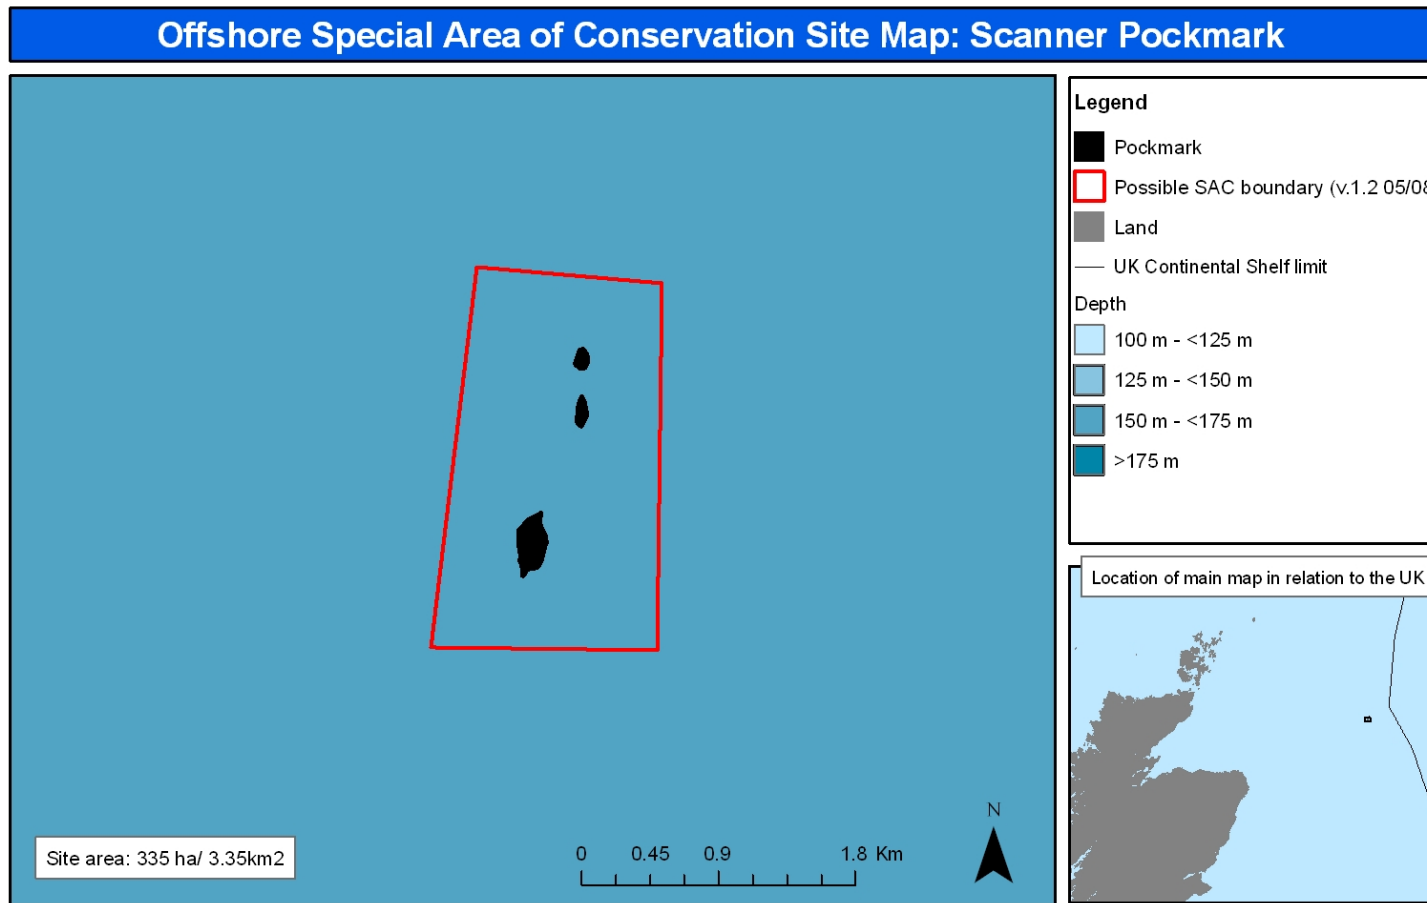 Offshore Special Area of Conservation Site Map: Scanner Pockmark
Legend
Pockmark
Possible SAC boundary (v.1.2 05/08
Land
UK Continental Shelf limit
Depth
100 m - <125 m
125 m - <150 m
150 m - <175 m
>175 m
Location of main map in relation to the UK
N
Site area: 335 ha/ 3.35km2
0 0.45 0.9 1.8 Km